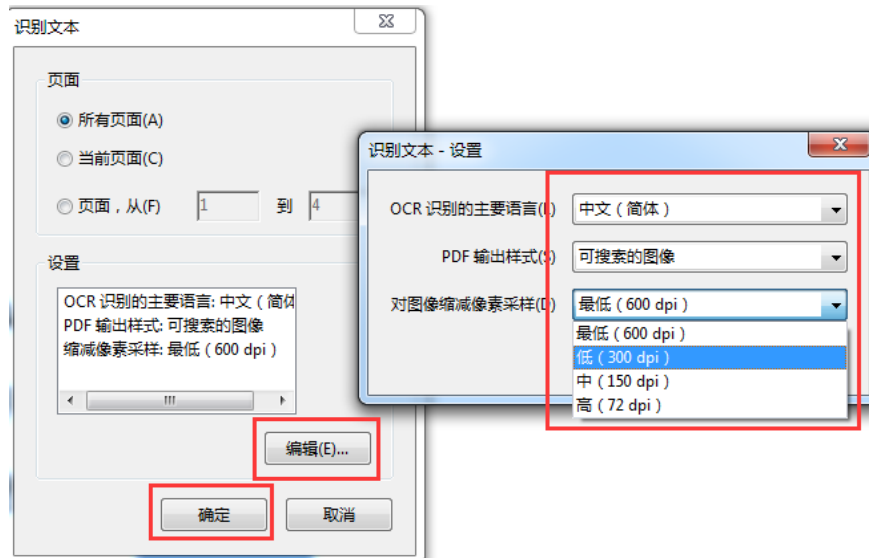 识别文本
页面
所有页面(A)
当前页面(C)
页面，从(F) 1 到 4
设置
OCR 识别的主要语言: 中文（简体
PDF 输出样式: 可搜索的图像
缩减像素采样: 最低（600 dpi）
编辑(E)...
确定 取消
识别文本 - 设置
OCR 识别的主要语言(L) 中文（简体）
PDF 输出样式(S) 可搜索的图像
对图像缩减像素采样(D) 最低（600 dpi）
最低（600 dpi）
低（300 dpi）
中（150 dpi）
高（72 dpi）